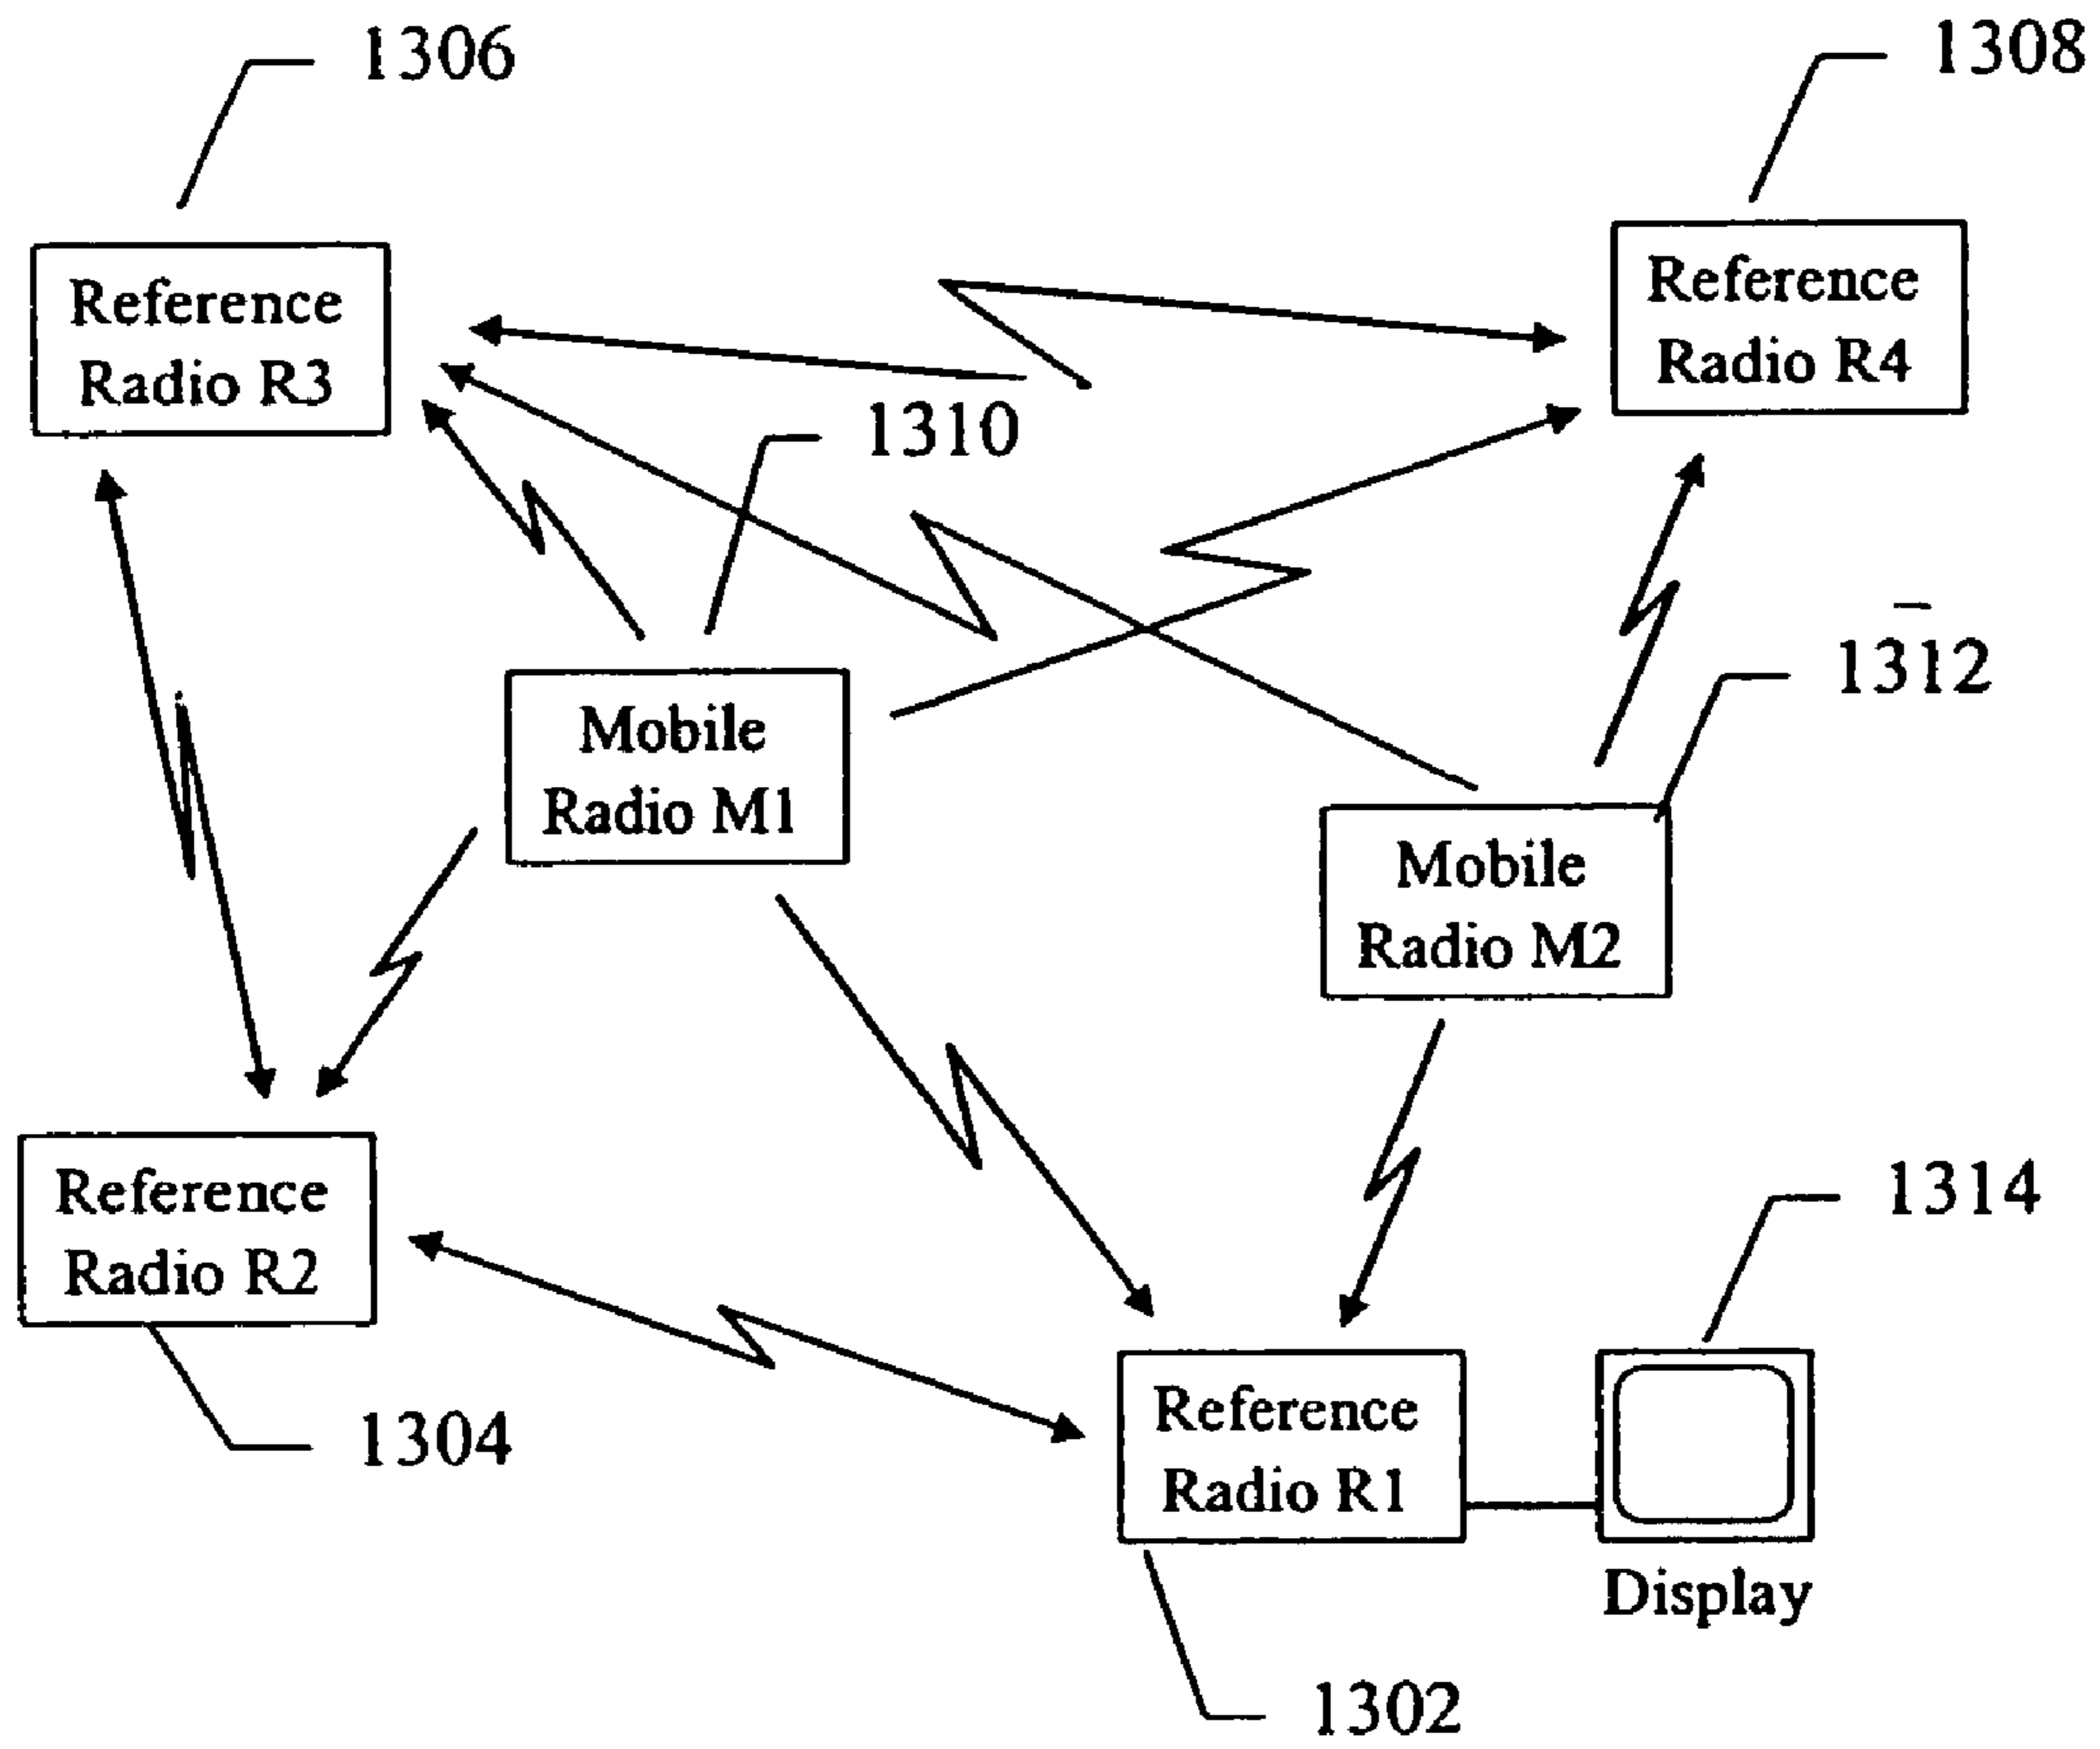 1306
1308
Reference
Radio R3
Reference
Radio R4
1310
1312
Mobile
Radio M1
Mobile
Radio M2
1314
Reference
Radio R2
1304
Reference
Radio R1
Display
1302